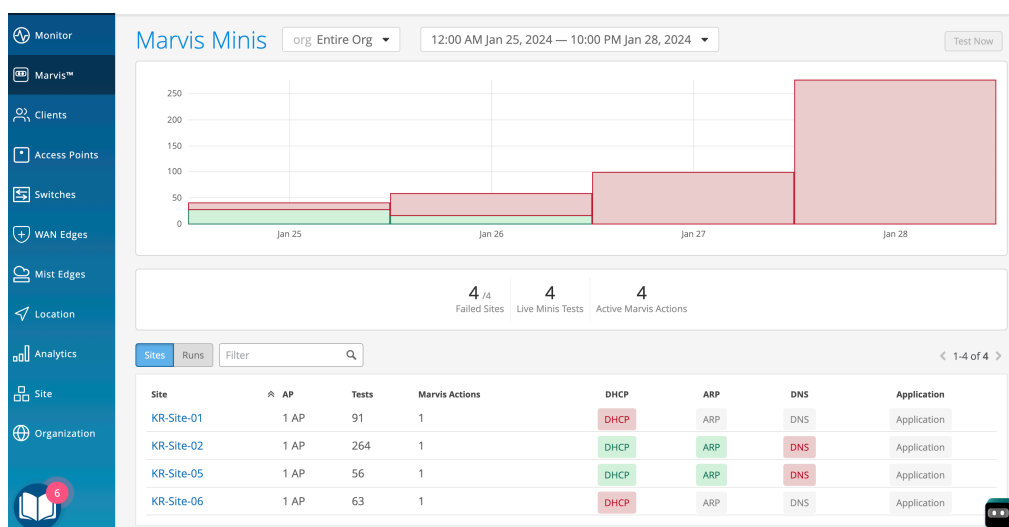 Monitor
Marvis™
Clients
Access Points
Switches
WAN Edges
Mist Edges
Location
Analytics
Site
Organization
6
Marvis Minis org Entire Org 12:00 AM Jan 25, 2024 — 10:00 PM Jan 28, 2024 Test Now
250
200
150
100
50
0
Jan 25 Jan 26 Jan 27 Jan 28
4 /4 4 4
Failed Sites Live Minis Tests Active Marvis Actions
Sites Runs Filter 1-4 of 4
Site AP Tests Marvis Actions DHCP ARP DNS Application
KR-Site-01 1 AP 91 1 DHCP ARP DNS Application
KR-Site-02 1 AP 264 1 DHCP ARP DNS Application
KR-Site-05 1 AP 56 1 DHCP ARP DNS Application
KR-Site-06 1 AP 63 1 DHCP ARP DNS Application